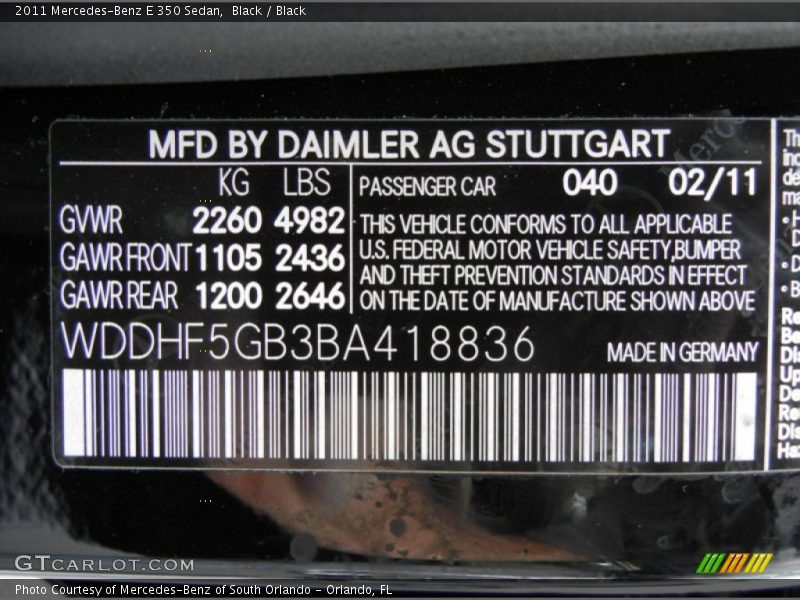 2011 Mercedes-Benz E 350 Sedan,  Black / Black
MFD BY DAIMLER AG STUTTGART
KG LBS
PASSENGER CAR 040 02/11
GVWR 2260 4982
GAWR FRONT 1105 2436
GAWR REAR 1200 2646
THIS VEHICLE CONFORMS TO ALL APPLICABLE
U.S. FEDERAL MOTOR VEHICLE SAFETY,BUMPER
AND THEFT PREVENTION STANDARDS IN EFFECT
ON THE DATE OF MANUFACTURE SHOWN ABOVE
WDDHF5GB3BA418836
MADE IN GERMANY
GTCARLOT.COM
Photo Courtesy of Mercedes-Benz of South Orlando - Orlando, FL